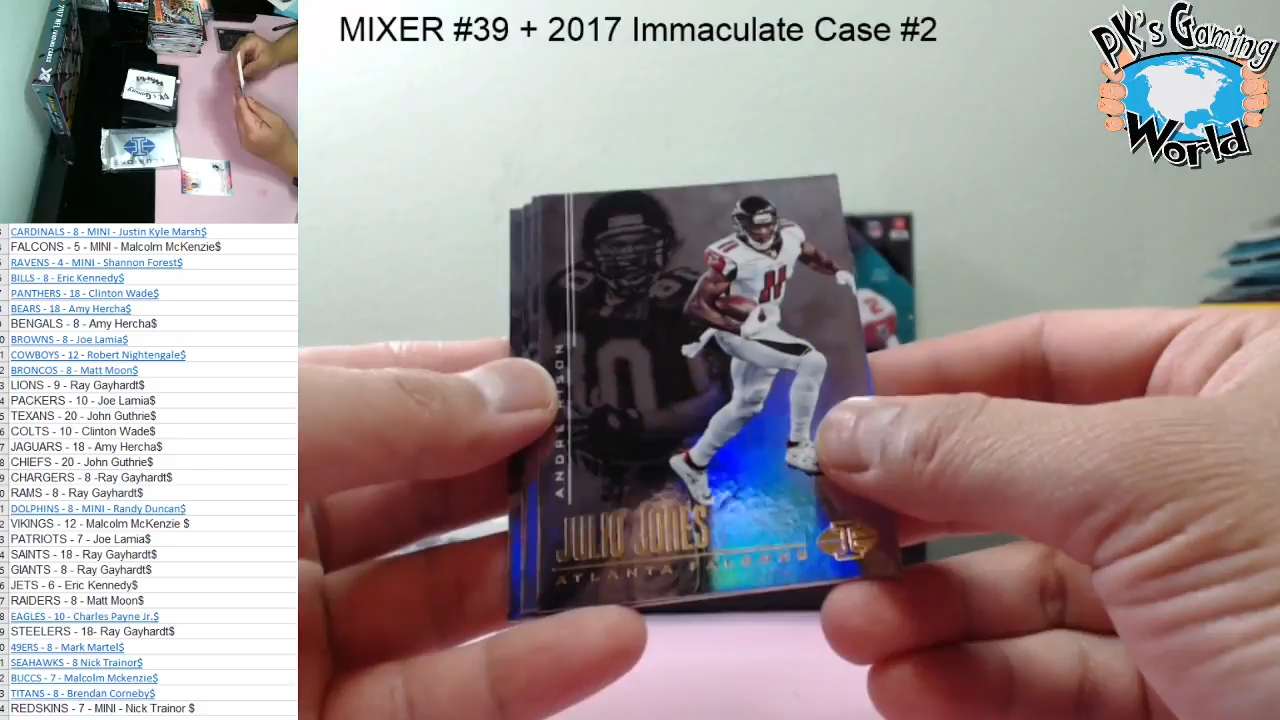 MIXER #39 + 2017 Immaculate Case #2
PK's Gaming
World
CARDINALS - 8 - MINI - Justin Kyle Marsh$
FALCONS - 5 - MINI - Malcolm McKenzie$
RAVENS - 4 - MINI - Shannon Forest$
BILLS - 8 - Eric Kennedy$
PANTHERS - 18 - Clinton Wade$
BEARS - 18 - Amy Hercha$
BENGALS - 8 - Amy Hercha$
BROWNS - 8 - Joe Lamia$
COWBOYS - 12 - Robert Nightengale$
BRONCOS - 8 - Matt Moon$
LIONS - 9 - Ray Gayhardt$
PACKERS - 10 - Joe Lamia$
TEXANS - 20 - John Guthrie$
COLTS - 10 - Clinton Wade$
JAGUARS - 18 - Amy Hercha$
CHIEFS - 20 - John Guthrie$
CHARGERS - 8 -Ray Gayhardt$
RAMS - 8 - Ray Gayhardt$
DOLPHINS - 8 - MINI - Randy Duncan$
VIKINGS - 12 - Malcolm McKenzie $
PATRIOTS - 7 - Joe Lamia$
SAINTS - 18 - Ray Gayhardt$
GIANTS - 8 - Ray Gayhardt$
JETS - 6 - Eric Kennedy$
RAIDERS - 8 - Matt Moon$
EAGLES - 10 - Charles Payne Jr.$
STEELERS - 18- Ray Gayhardt$
49ERS - 8 - Mark Martel$
SEAHAWKS - 8 Nick Trainor$
BUCCS - 7 - Malcolm Mckenzie$
TITANS - 8 - Brendan Corneby$
REDSKINS - 7 - MINI - Nick Trainor $
ANDRE RISON
JULIO JONES
ATLANTA FALCONS
11